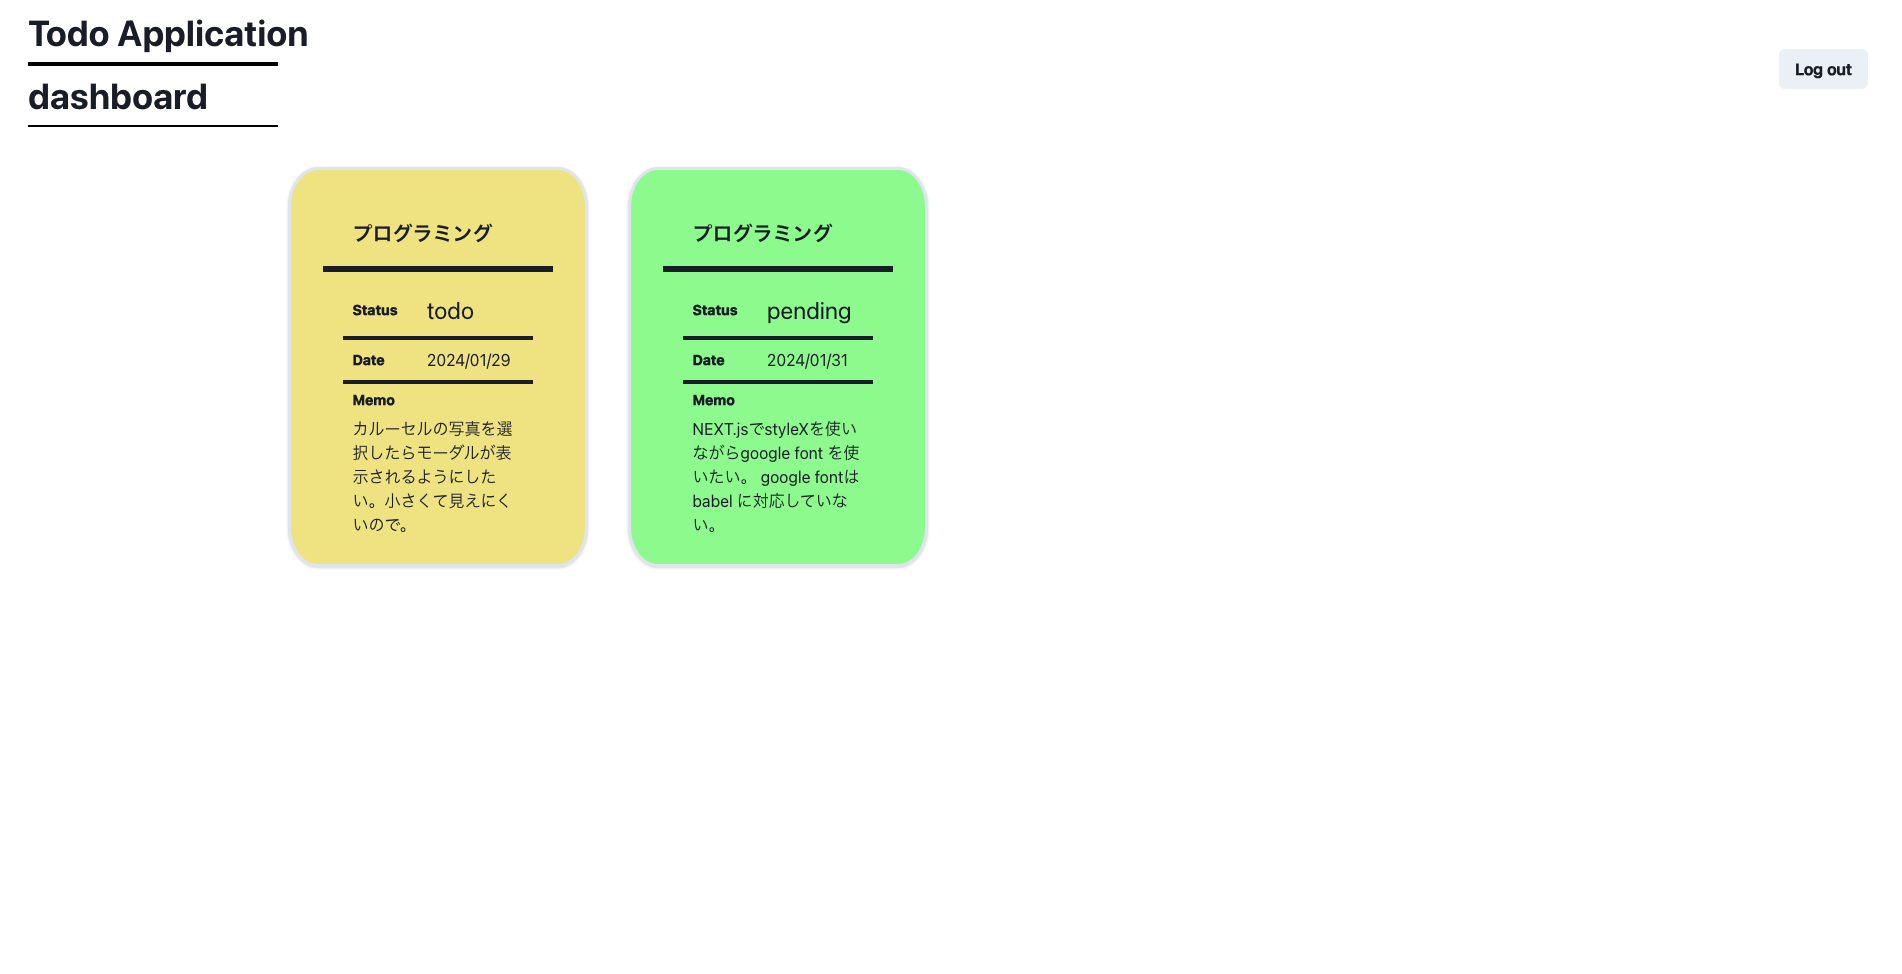 Todo Application
Log out
dashboard
プログラミング
Status todo
Date 2024/01/29
Memo
カルーセルの写真を選
択したらモーダルが表
示されるようにした
い。小さくて見えにく
いので。
プログラミング
Status pending
Date 2024/01/31
Memo
NEXT.jsでstyleXを使い
ながらgoogle font を使
いたい。 google fontは
babel に対応していな
い。